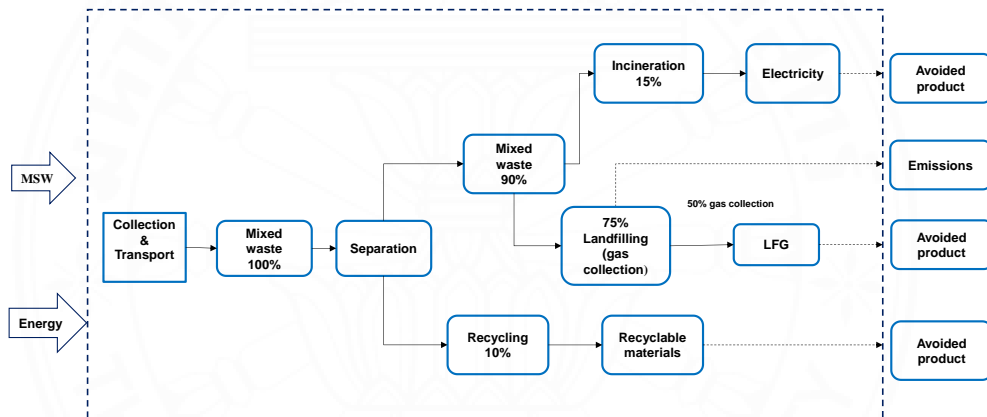 Incineration
15%
Electricity
Avoided
product
MSW
Mixed
waste
90%
Emissions
50% gas collection
Collection
&
Transport
Mixed
waste
100%
Separation
75%
Landfilling
(gas
collection)
LFG
Avoided
product
Energy
Recycling
10%
Recyclable
materials
Avoided
product